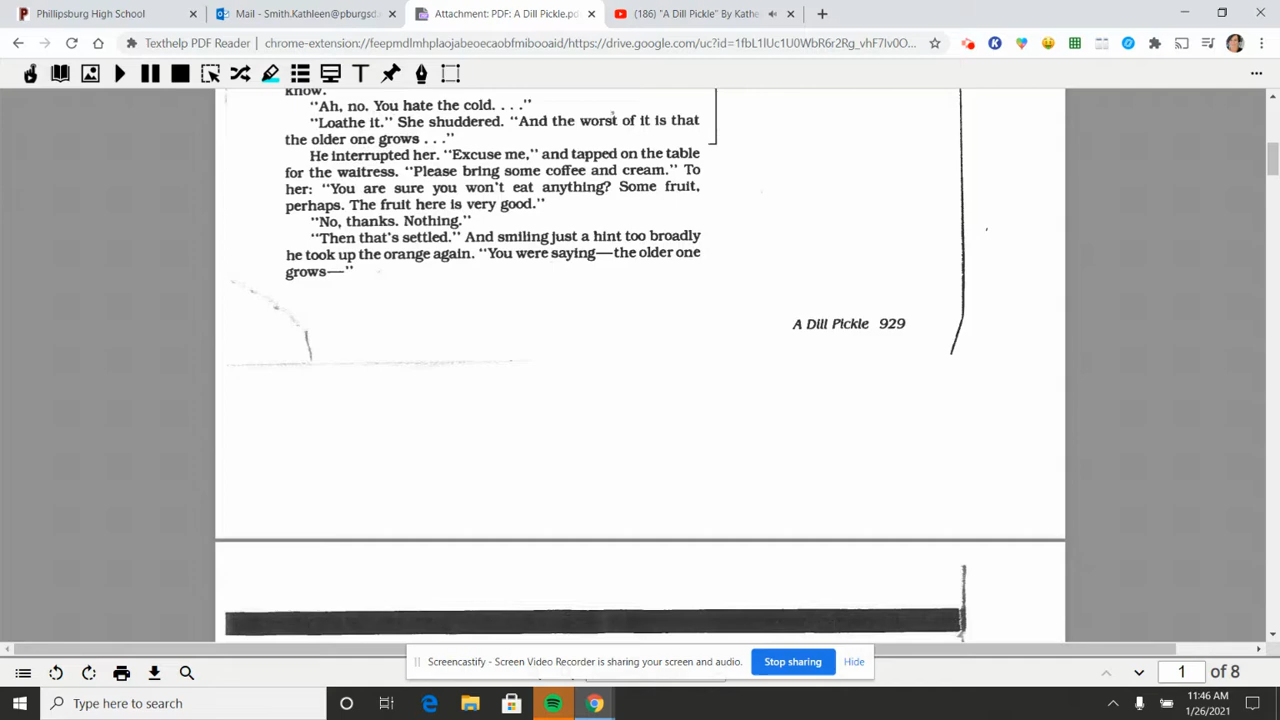 Phillipsburg High School
Mail - Smith.Kathleen@pburgsd.
Attachment: PDF: A Dill Pickle.pd
(186) "A Dill Pickle" By Kathe
Texthelp PDF Reader | chrome-extension://feepmdlmhplaojabeoecaobfmibooaid/https://drive.google.com/uc?id=1fbL1lUc1U0WbR6r2Rg_vhF7Iv0O...
know.
"Ah, no. You hate the cold. . . ."
"Loathe it." She shuddered. "And the worst of it is that
the older one grows . . ."
He interrupted her. "Excuse me," and tapped on the table
for the waitress. "Please bring some coffee and cream." To
her: "You are sure you won't eat anything? Some fruit,
perhaps. The fruit here is very good."
"No, thanks. Nothing."
"Then that's settled." And smiling just a hint too broadly
he took up the orange again. "You were saying—the older one
grows—"
A Dill Pickle 929
Screencastify - Screen Video Recorder is sharing your screen and audio.
Stop sharing
Hide
1 of 8
Type here to search
11:46 AM
1/26/2021